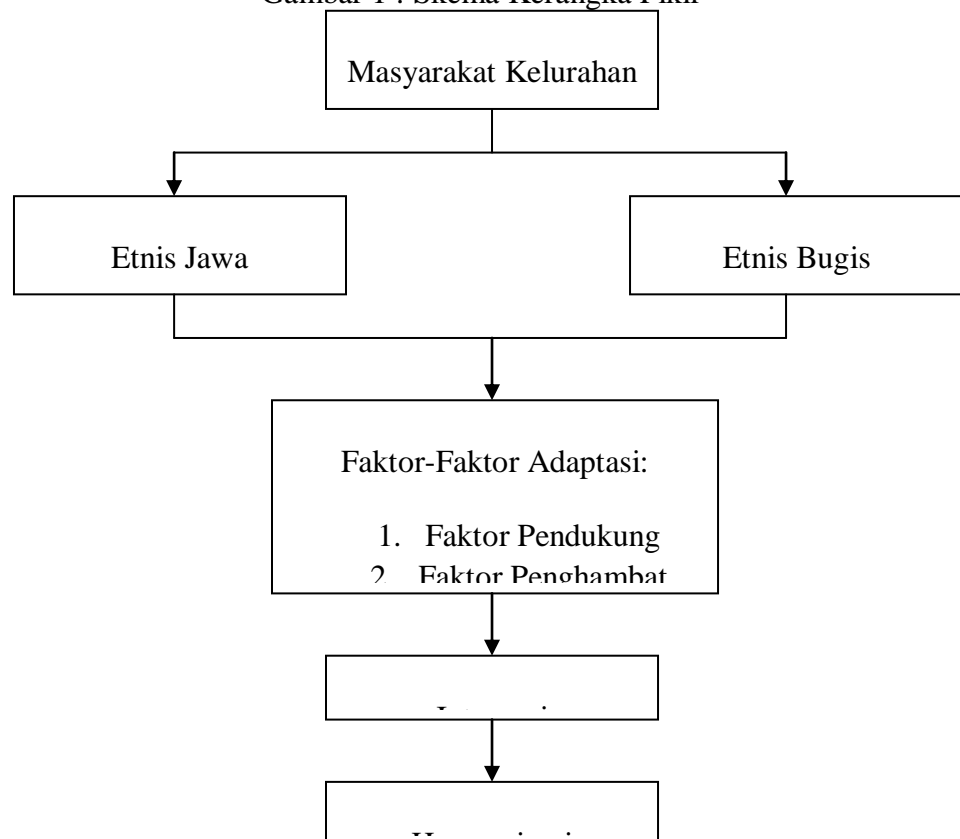 Gambar 1 : Skema Kerangka Pikir
Masyarakat Kelurahan
Etnis Jawa
Etnis Bugis
Faktor-Faktor Adaptasi:
1. Faktor Pendukung
2. Faktor Penghambat